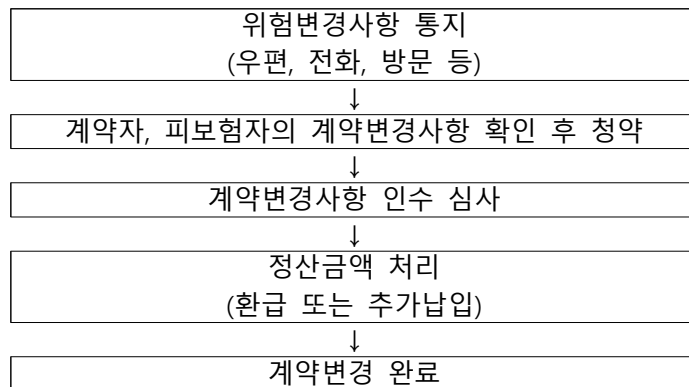 위험변경사항 통지
(우편, 전화, 방문 등)
↓
계약자, 피보험자의 계약변경사항 확인 후 청약
↓
계약변경사항 인수 심사
↓
정산금액 처리
(환급 또는 추가납입)
↓
계약변경 완료